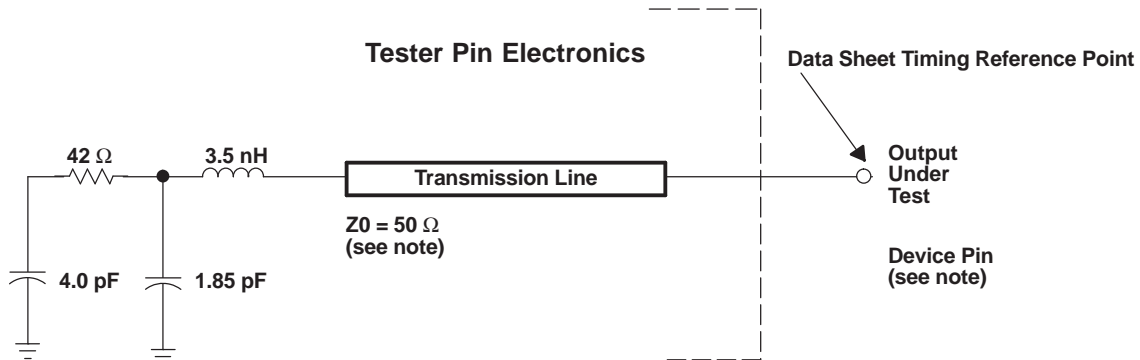 Tester Pin Electronics
Data Sheet Timing Reference Point
42 Ω
3.5 nH
Transmission Line
Output
Under
Test
Z0 = 50 Ω
(see note)
Device Pin
(see note)
4.0 pF
1.85 pF